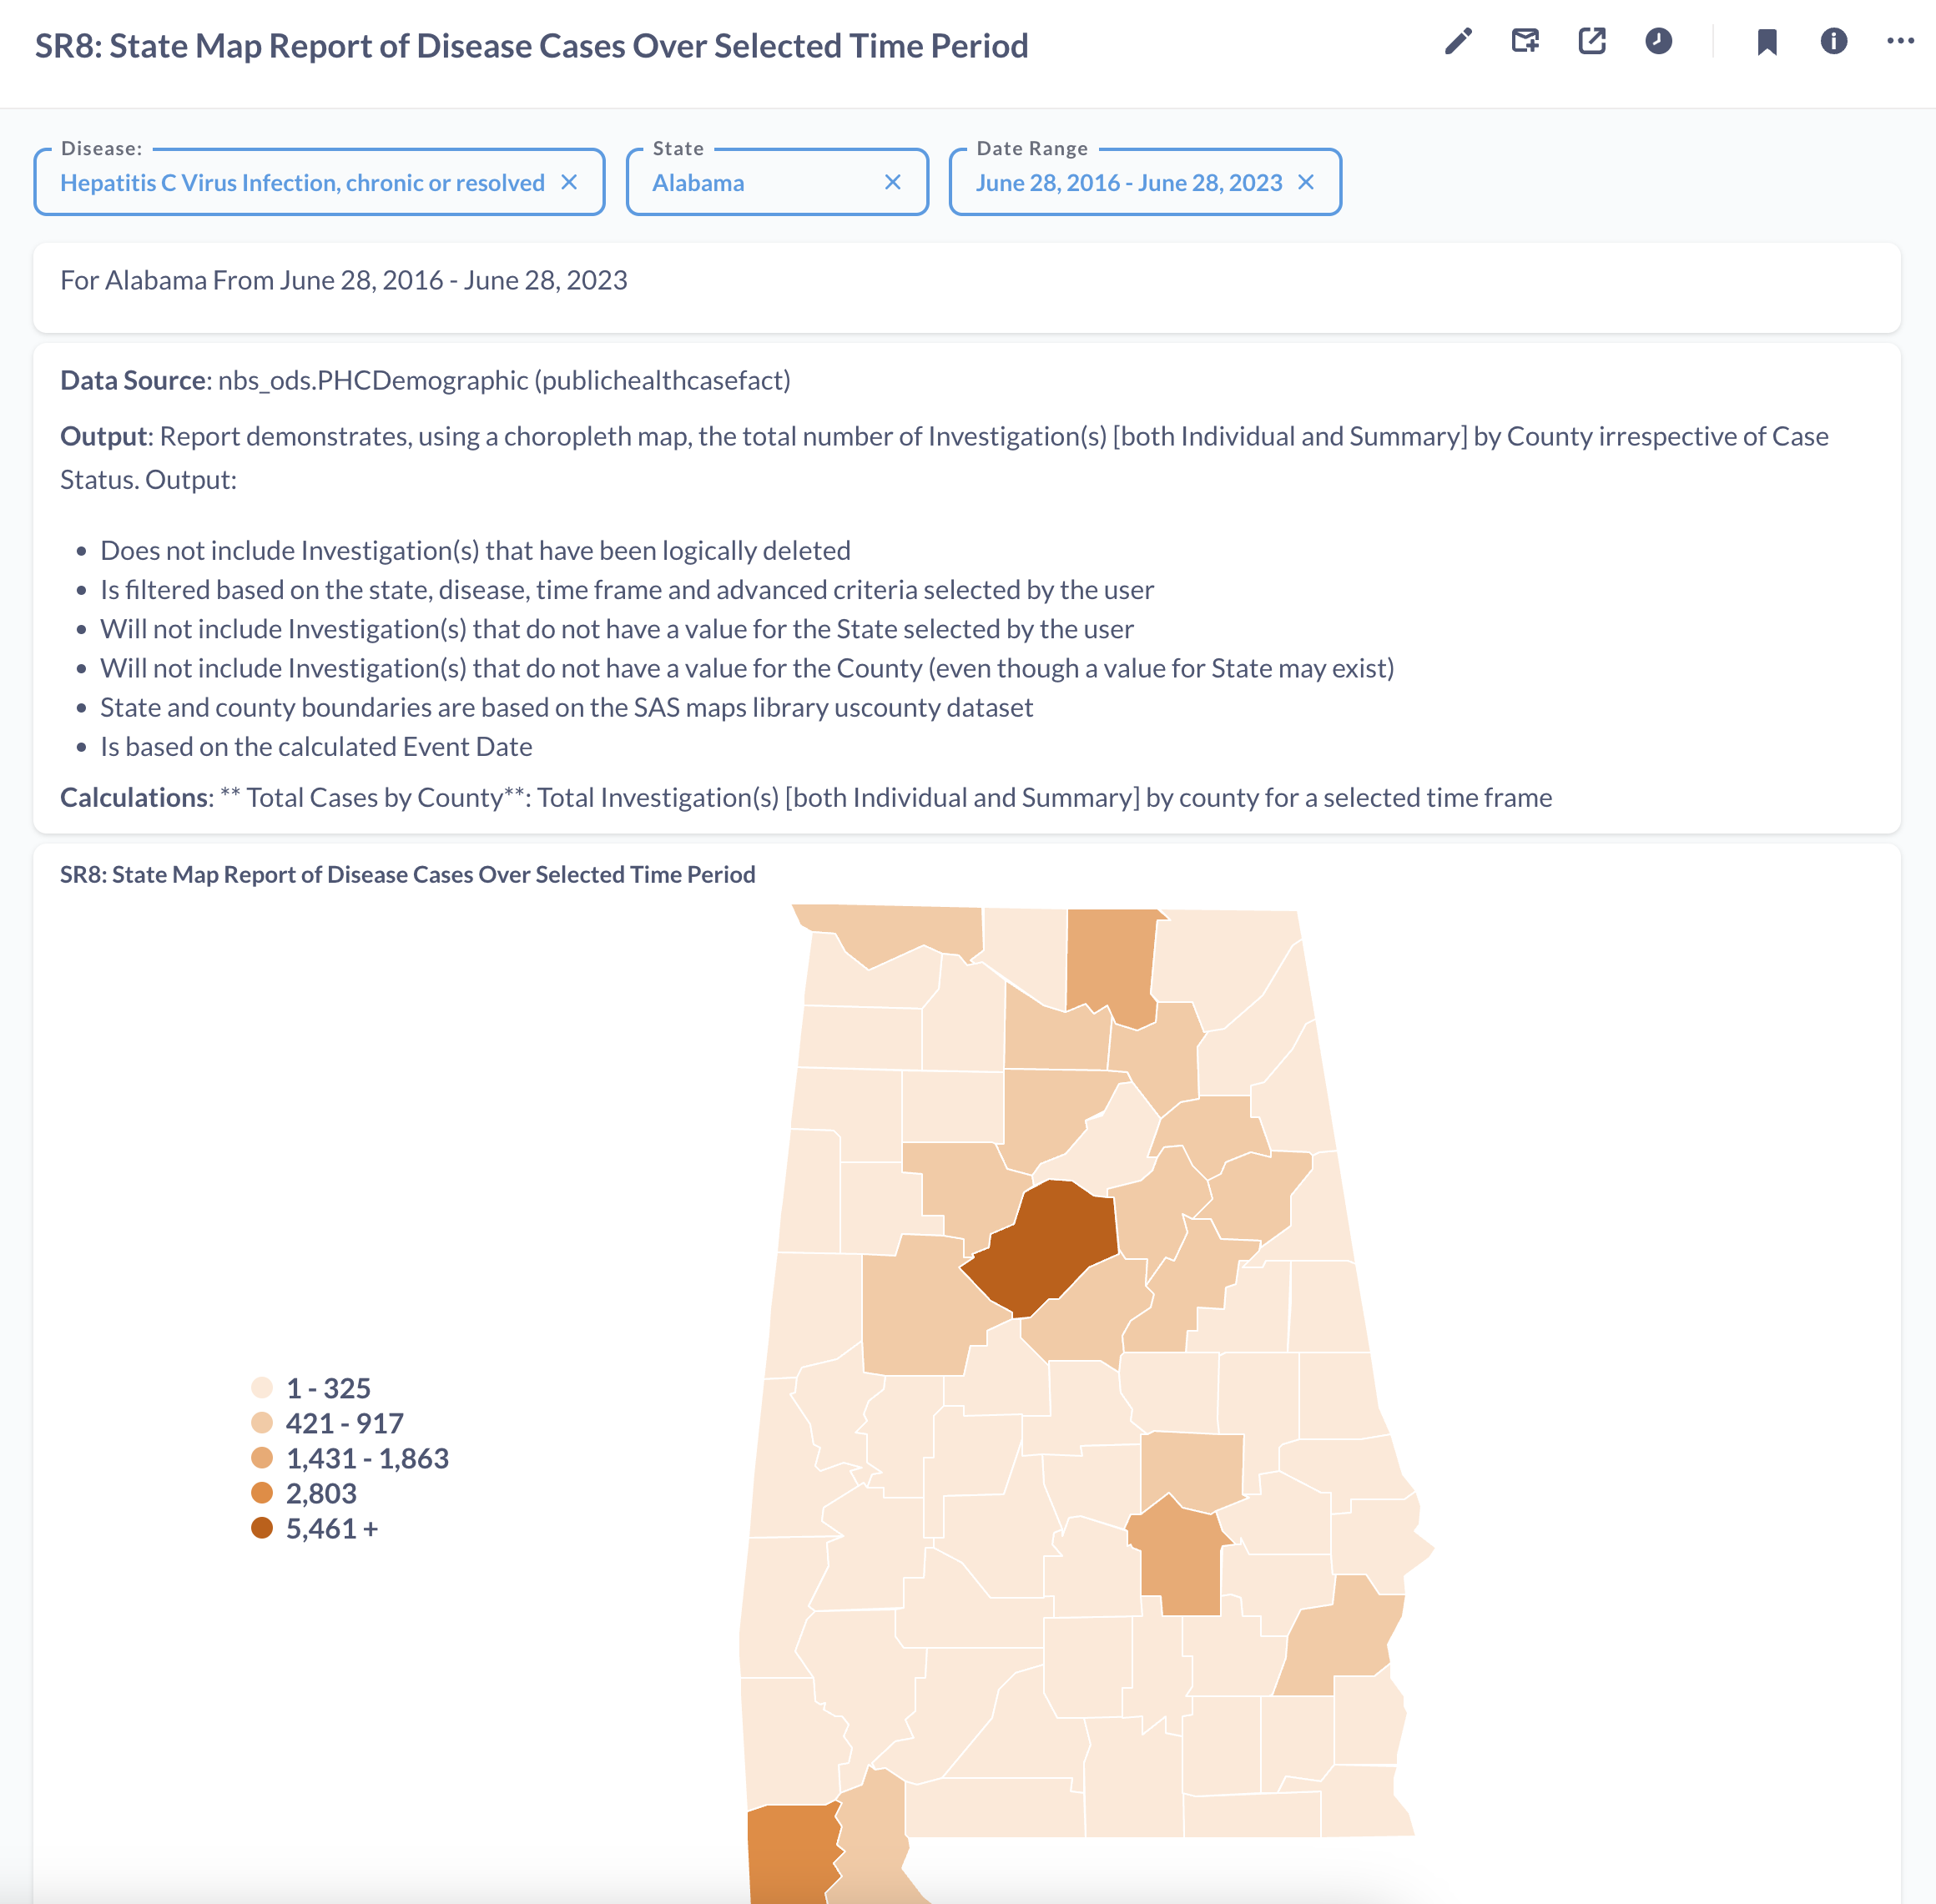 SR8: State Map Report of Disease Cases Over Selected Time Period
Disease:
Hepatitis C Virus Infection, chronic or resolved
State
Alabama
Date Range
June 28, 2016 - June 28, 2023
For Alabama From June 28, 2016 - June 28, 2023
Data Source: nbs_ods.PHCDemographic (publichealthcasefact)
Output: Report demonstrates, using a choropleth map, the total number of Investigation(s) [both Individual and Summary] by County irrespective of Case
Status. Output:
• Does not include Investigation(s) that have been logically deleted
• Is filtered based on the state, disease, time frame and advanced criteria selected by the user
• Will not include Investigation(s) that do not have a value for the State selected by the user
• Will not include Investigation(s) that do not have a value for the County (even though a value for State may exist)
• State and county boundaries are based on the SAS maps library uscounty dataset
• Is based on the calculated Event Date
Calculations: ** Total Cases by County**: Total Investigation(s) [both Individual and Summary] by county for a selected time frame
SR8: State Map Report of Disease Cases Over Selected Time Period
1 - 325
421 - 917
1,431 - 1,863
2,803
5,461 +